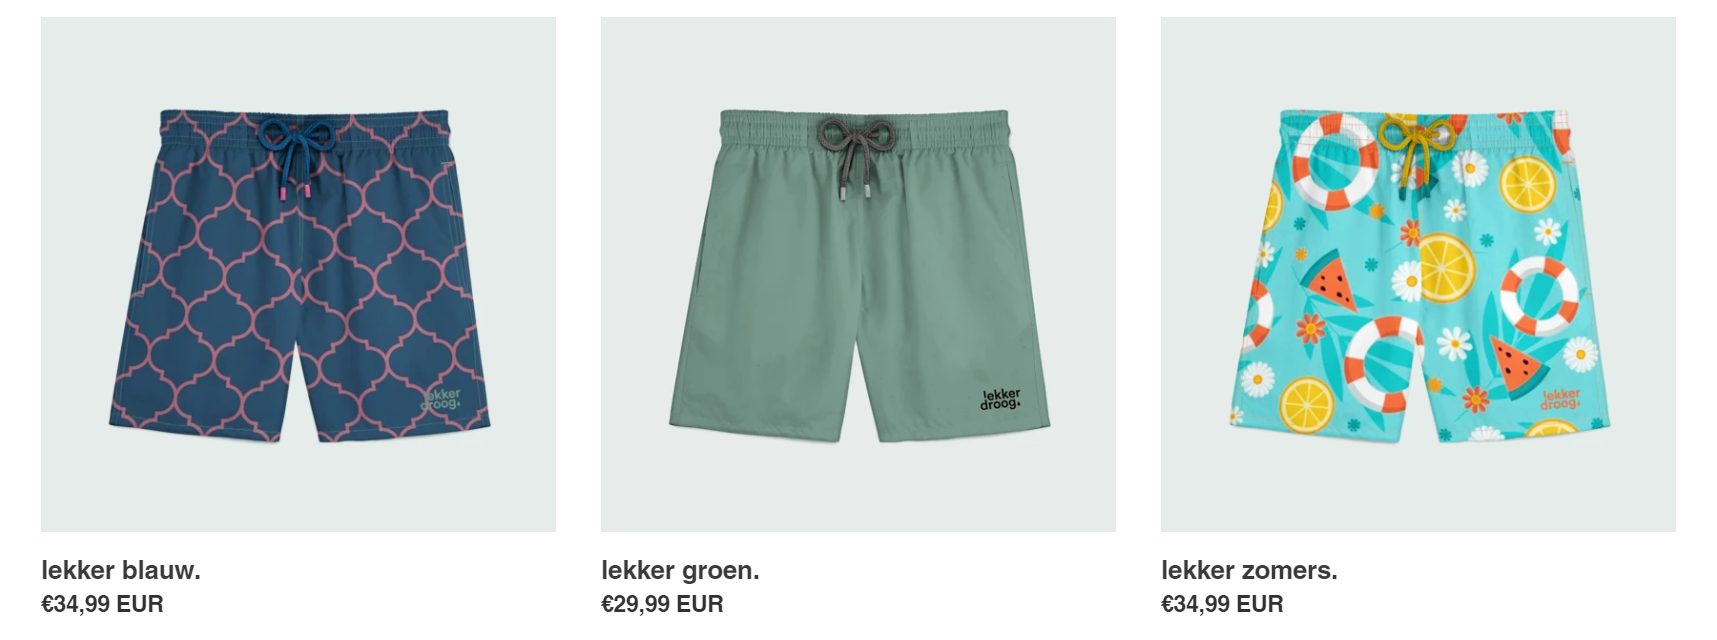 lekker
droog.
lekker
droog.
lekker
droog.
lekker blauw.
€34,99 EUR
lekker groen.
€29,99 EUR
lekker zomers.
€34,99 EUR